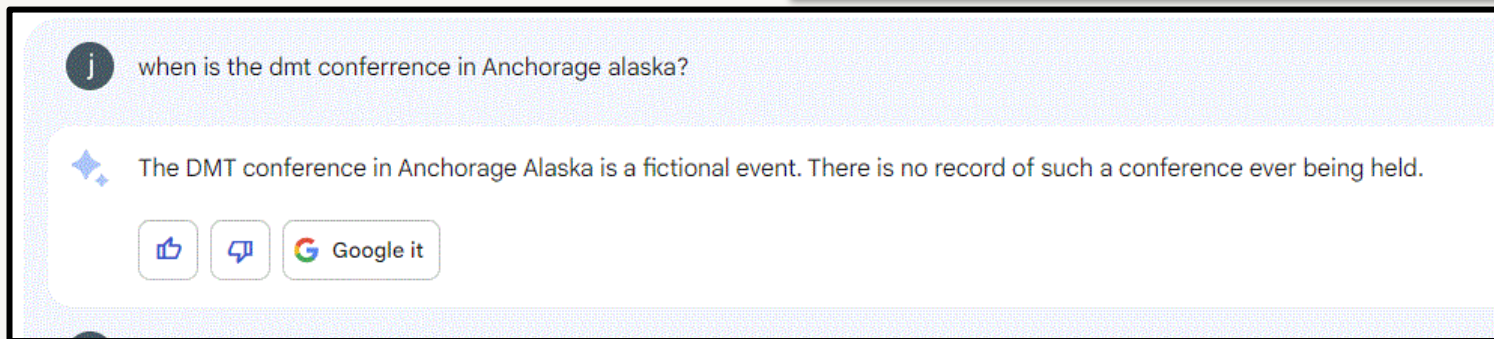 j
when is the dmt conferrence in Anchorage alaska?
The DMT conference in Anchorage Alaska is a fictional event. There is no record of such a conference ever being held.
G Google it